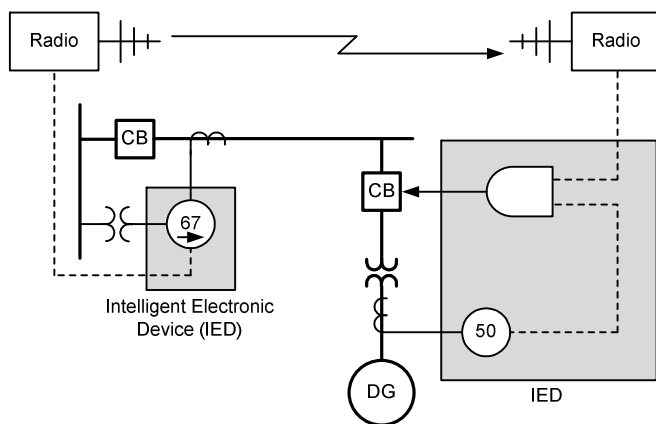 Radio
Radio
CB
CB
67
Intelligent Electronic
Device (IED)
50
DG
IED